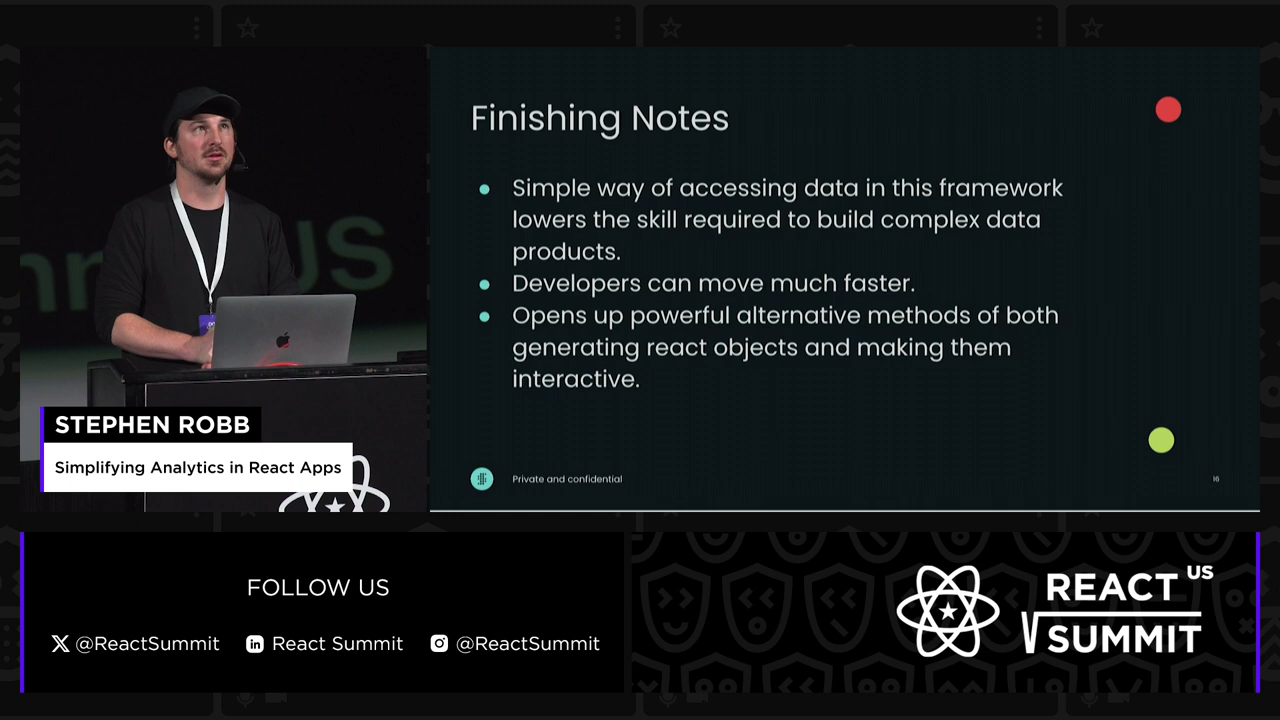 Finishing Notes
Simple way of accessing data in this framework
lowers the skill required to build complex data
products.
Developers can move much faster.
Opens up powerful alternative methods of both
generating react objects and making them
interactive.
Private and confidential
16
US
STEPHEN ROBB
Simplifying Analytics in React Apps
FOLLOW US
@ReactSummit
React Summit
@ReactSummit
REACT US
SUMMIT